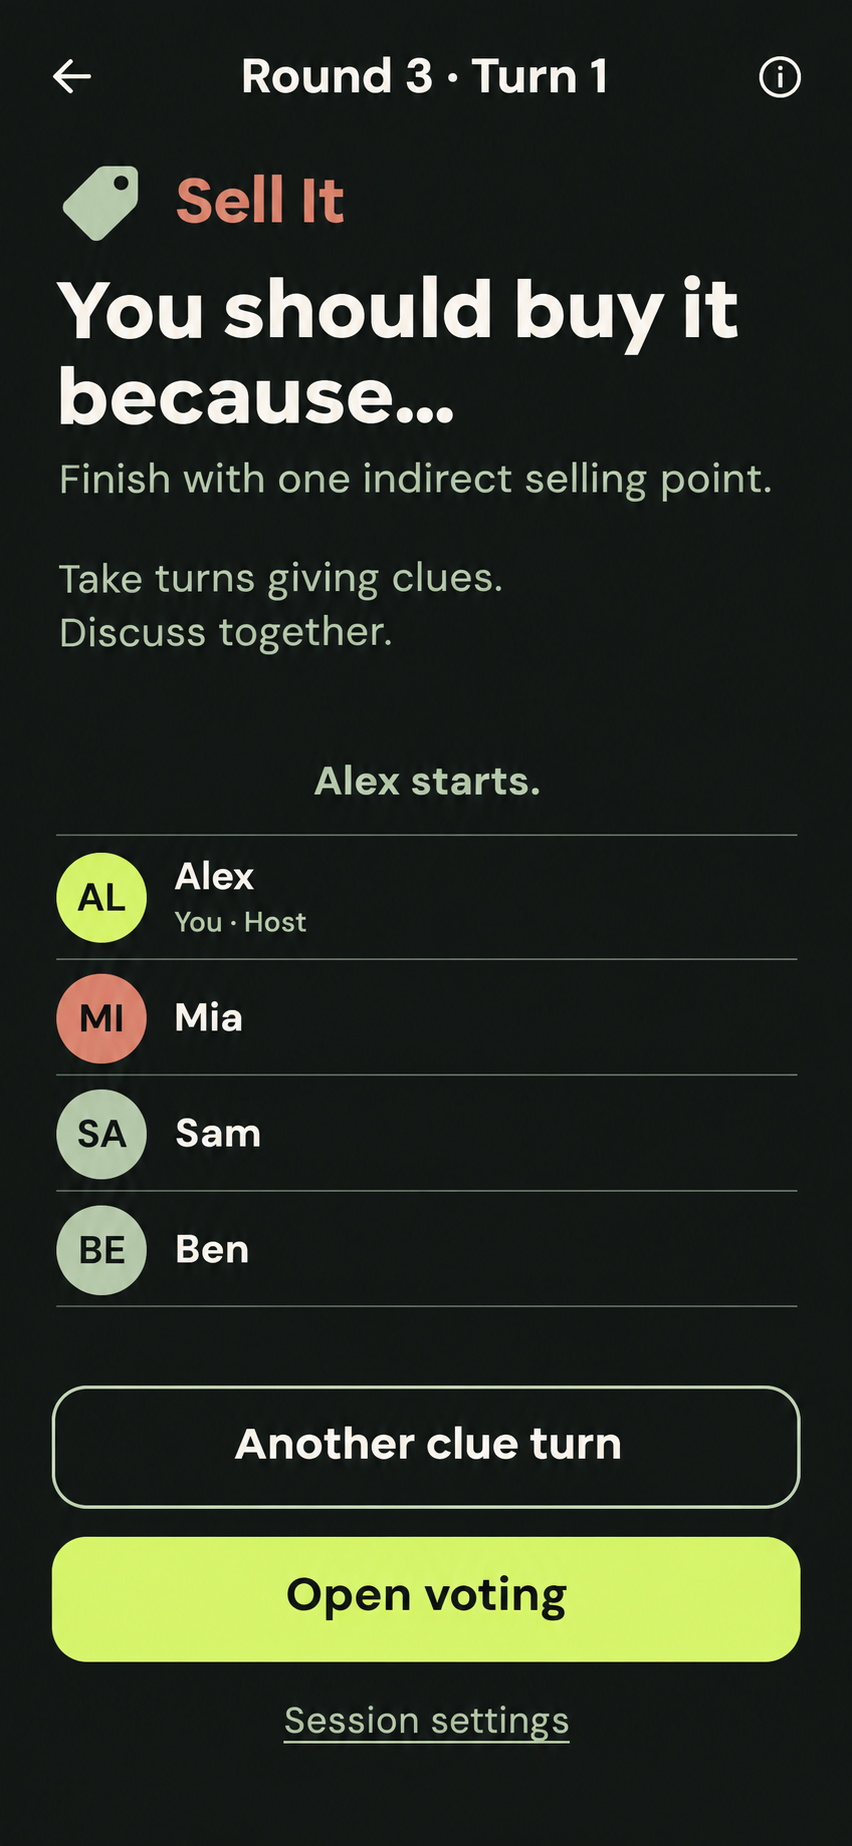 Round 3 · Turn 1
Sell It
You should buy it
because...
Finish with one indirect selling point.
Take turns giving clues.
Discuss together.
Alex starts.
AL
Alex
You · Host
MI
Mia
SA
Sam
BE
Ben
Another clue turn
Open voting
Session settings